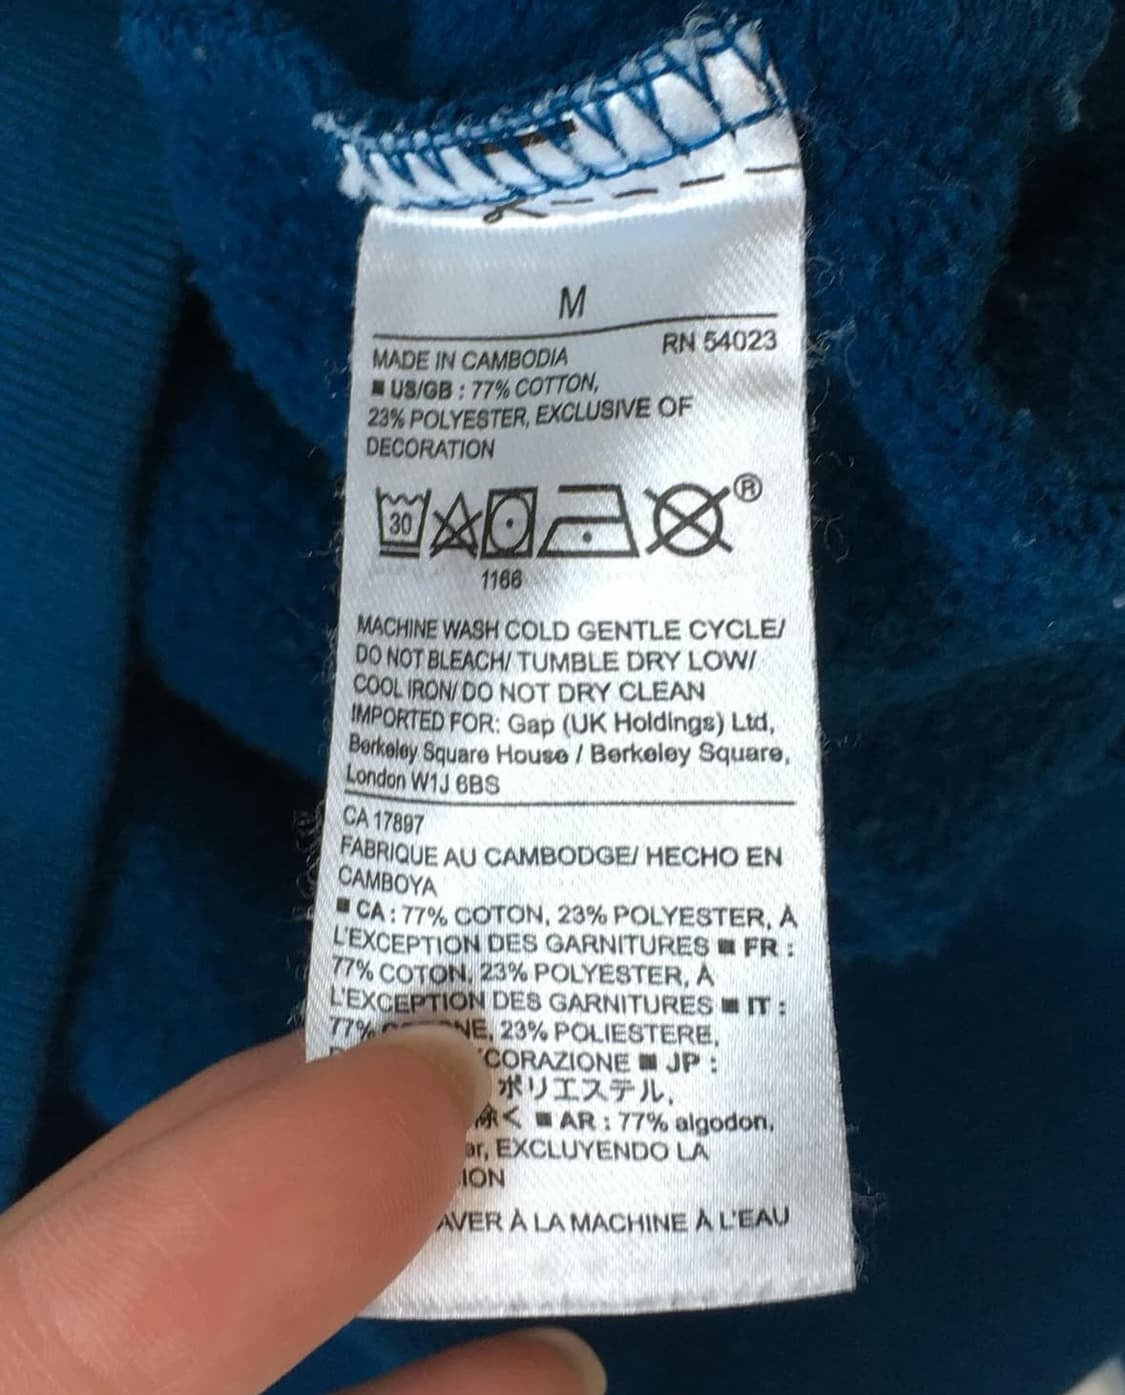 M
RN 54023
MADE IN CAMBODIA
■ US/GB : 77% COTTON,
23% POLYESTER, EXCLUSIVE OF
DECORATION
30
®
1166
MACHINE WASH COLD GENTLE CYCLE/
DO NOT BLEACH/ TUMBLE DRY LOW/
COOL IRON/ DO NOT DRY CLEAN
IMPORTED FOR: Gap (UK Holdings) Ltd,
Berkeley Square House / Berkeley Square,
London W1J 6BS
CA 17897
FABRIQUE AU CAMBODGE/ HECHO EN
CAMBOYA
■ CA : 77% COTON, 23% POLYESTER, À
L'EXCEPTION DES GARNITURES ■ FR :
77% COTON, 23% POLYESTER, À
L'EXCEPTION DES GARNITURES ■ IT :
77% NE, 23% POLIESTERE,
CORAZIONE ■ JP :
ポリエステル,
除く ■ AR : 77% algodon,
ar, EXCLUYENDO LA
ION
AVER À LA MACHINE À L'EAU